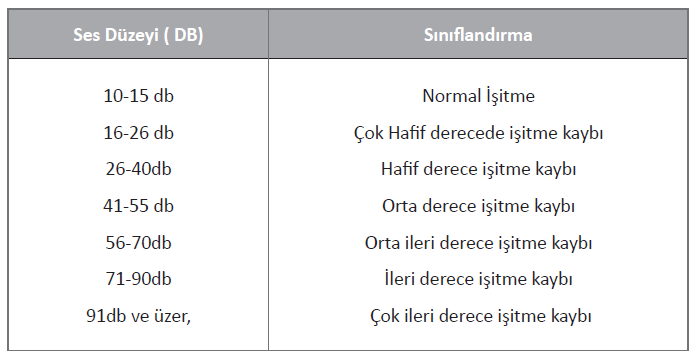 Ses Düzeyi ( DB) Sınıflandırma
10-15 db Normal İşitme
16-26 db Çok Hafif derecede işitme kaybı
26-40db Hafif derece işitme kaybı
41-55 db Orta derece işitme kaybı
56-70db Orta ileri derece işitme kaybı
71-90db İleri derece işitme kaybı
91db ve üzer, Çok ileri derece işitme kaybı